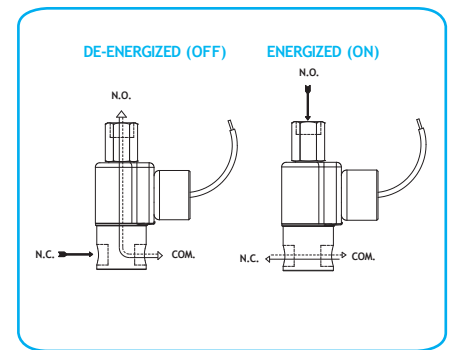 DE-ENERGIZED (OFF)
ENERGIZED (ON)
N.O.
N.O.
N.C.
COM.
N.C.
COM.